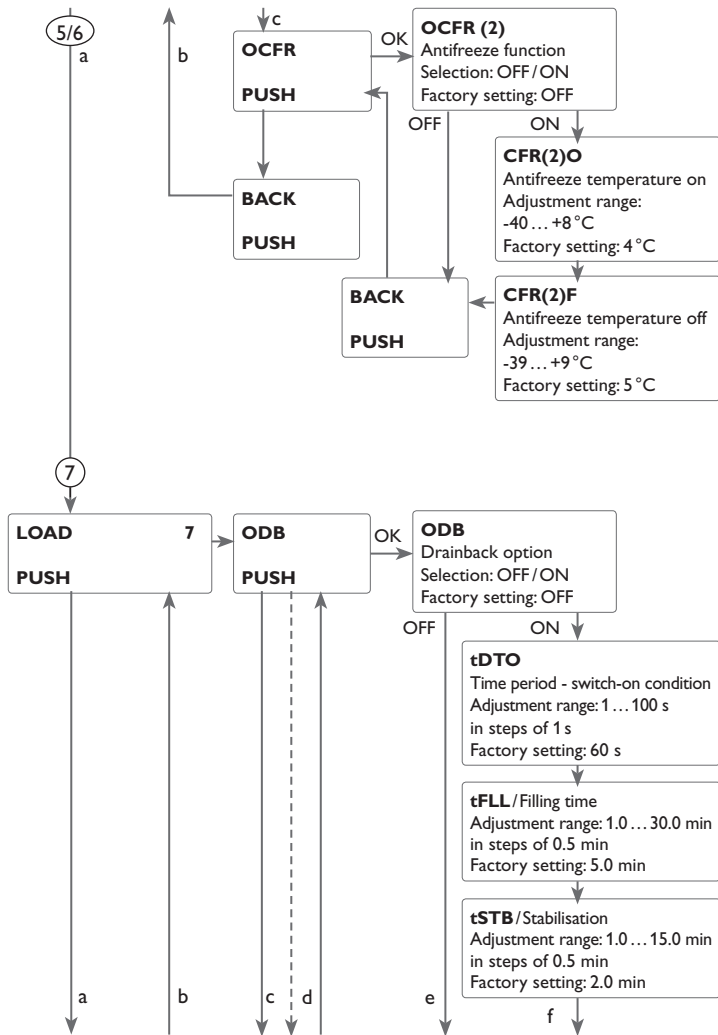 5/6
a
b
c
OCFR
PUSH
OK
OCFR (2)
Antifreeze function
Selection: OFF / ON
Factory setting: OFF
OFF
ON
CFR(2)O
Antifreeze temperature on
Adjustment range:
-40 … +8 °C
Factory setting: 4 °C
BACK
PUSH
BACK
PUSH
CFR(2)F
Antifreeze temperature off
Adjustment range:
-39 … +9 °C
Factory setting: 5 °C
7
LOAD 7
PUSH
ODB
PUSH
OK
ODB
Drainback option
Selection: OFF / ON
Factory setting: OFF
OFF
ON
tDTO
Time period - switch-on condition
Adjustment range: 1 … 100 s
in steps of 1 s
Factory setting: 60 s
tFLL / Filling time
Adjustment range: 1.0 … 30.0 min
in steps of 0.5 min
Factory setting: 5.0 min
tSTB / Stabilisation
Adjustment range: 1.0 … 15.0 min
in steps of 0.5 min
Factory setting: 2.0 min
a
b
c
d
e
f